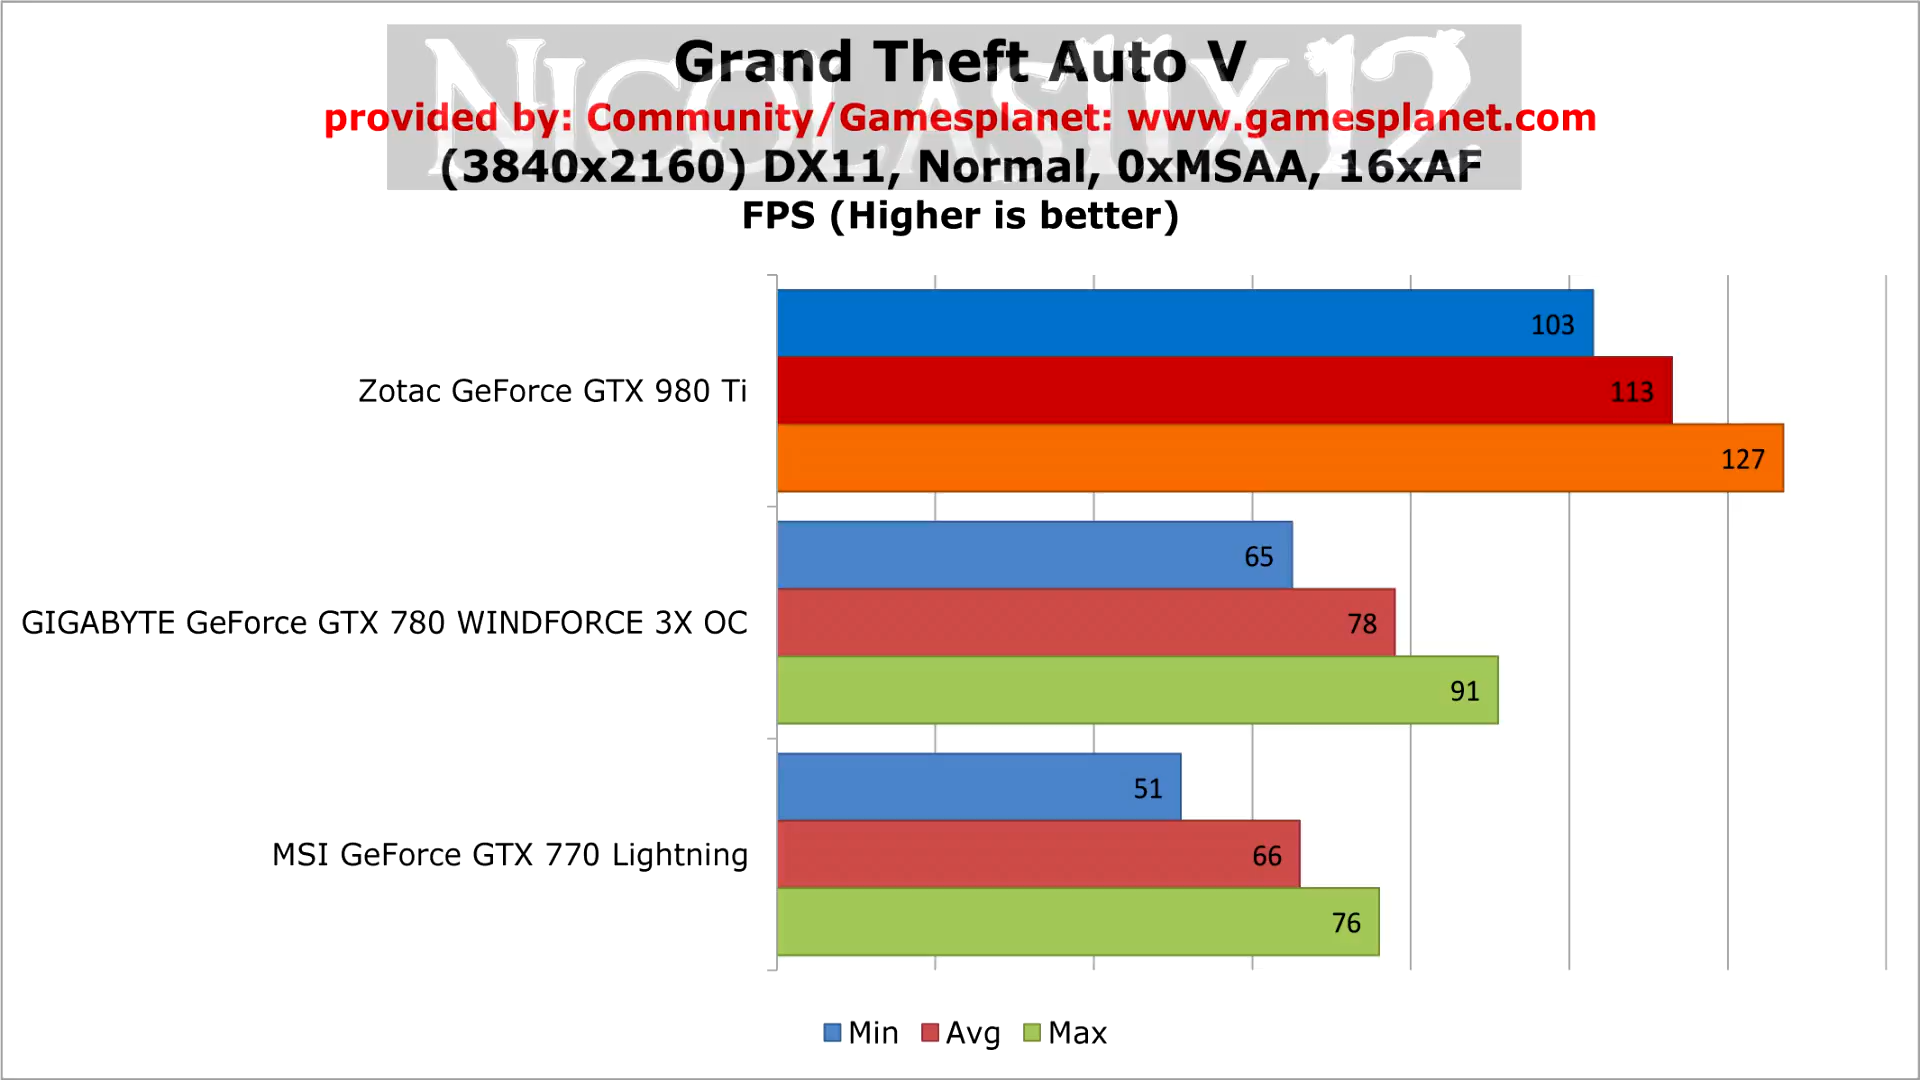 Grand Theft Auto V
provided by: Community/Gamesplanet: www.gamesplanet.com
(3840x2160) DX11, Normal, 0xMSAA, 16xAF
FPS (Higher is better)
NICOLAS11X12
Zotac GeForce GTX 980 Ti
103
113
127
GIGABYTE GeForce GTX 780 WINDFORCE 3X OC
65
78
91
MSI GeForce GTX 770 Lightning
51
66
76
Min Avg Max